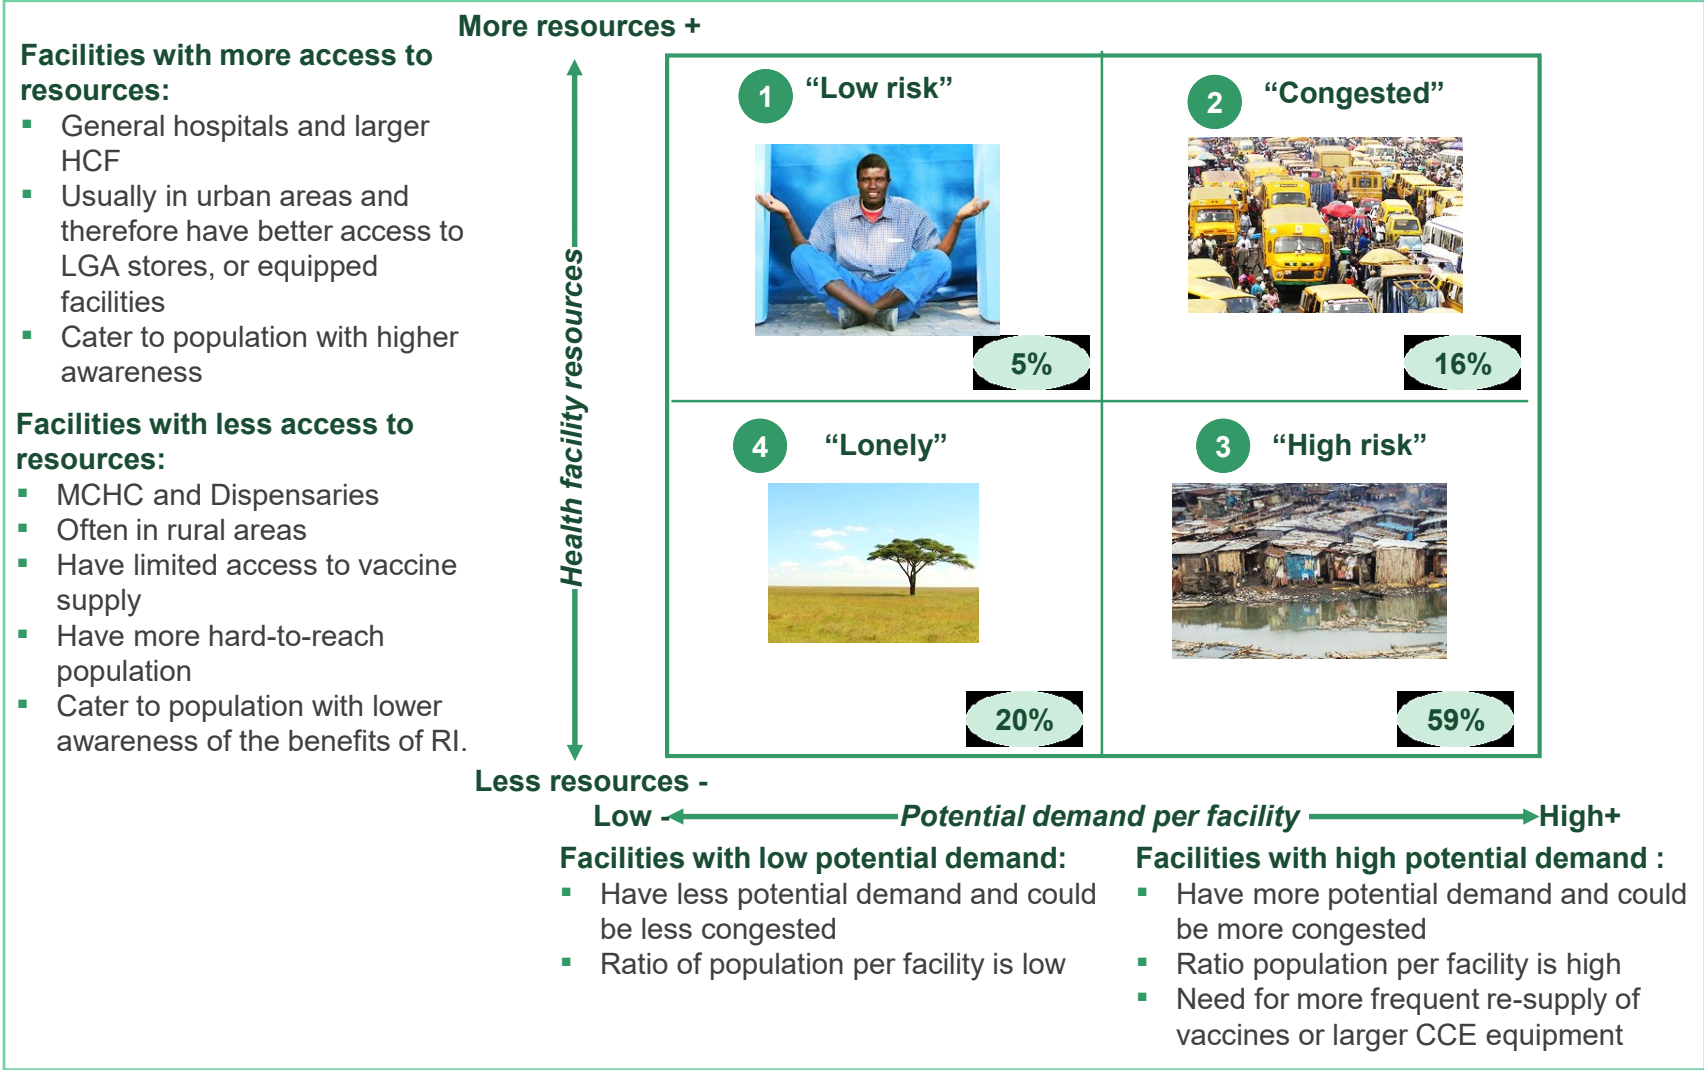 More resources +
Facilities with more access to
resources:
▪ General hospitals and larger
HCF
▪ Usually in urban areas and
therefore have better access to
LGA stores, or equipped
facilities
▪ Cater to population with higher
awareness
Facilities with less access to
resources:
▪ MCHC and Dispensaries
▪ Often in rural areas
▪ Have limited access to vaccine
supply
▪ Have more hard-to-reach
population
▪ Cater to population with lower
awareness of the benefits of RI.
Health facility resources
1 “Low risk”
5%
2 “Congested”
16%
4 “Lonely”
20%
3 “High risk”
59%
Less resources -
Low - Potential demand per facility High+
Facilities with low potential demand:
▪ Have less potential demand and could
be less congested
▪ Ratio of population per facility is low
Facilities with high potential demand :
▪ Have more potential demand and could
be more congested
▪ Ratio population per facility is high
▪ Need for more frequent re-supply of
vaccines or larger CCE equipment